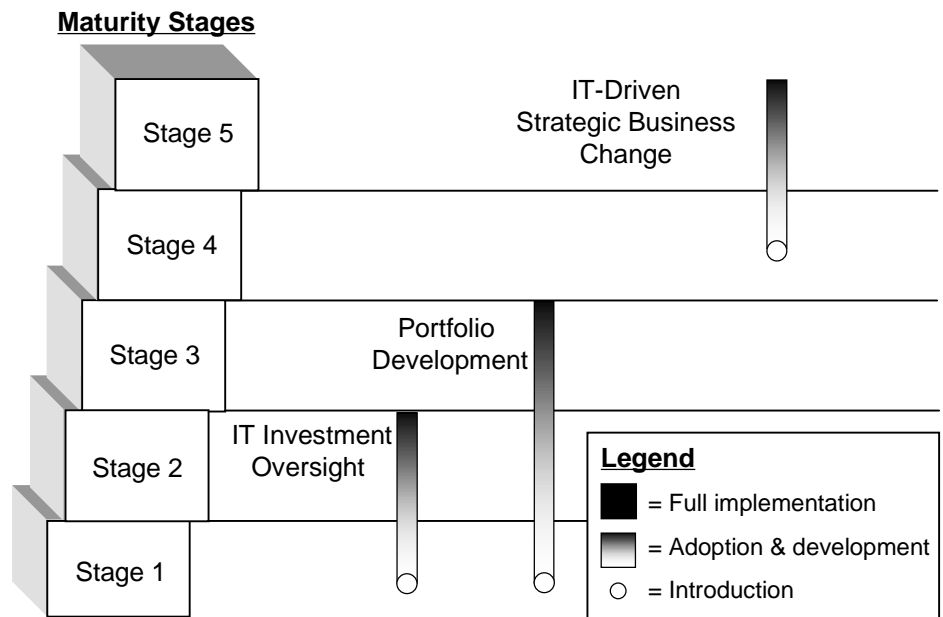 Maturity Stages
Stage 5
IT-Driven
Strategic Business
Change
Stage 4
Stage 3
Portfolio
Development
Stage 2
IT Investment
Oversight
Stage 1
Legend
= Full implementation
= Adoption & development
= Introduction